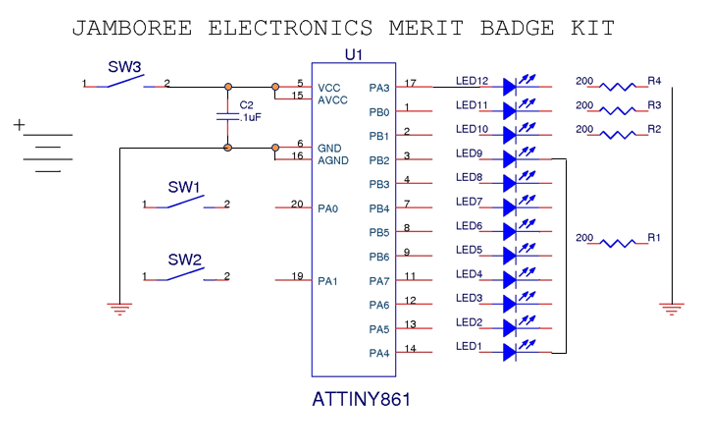 JAMBOREE ELECTRONICS MERIT BADGE KIT
U1
SW3
1 2
5 VCC PA3 17 LED12 200 R4
15 AVCC
C2
.1uF
PB0 1 LED11 200 R3
+
PB1 2 LED10 200 R2
6 GND
16 AGND PB2 3 LED9
PB3 4 LED8
SW1
1 2
20 PA0 PB4 7 LED7
PB5 8 LED6
200 R1
PB6 9 LED5
SW2
1 2
19 PA1 PA7 11 LED4
PA6 12 LED3
PA5 13 LED2
PA4 14 LED1
ATTINY861